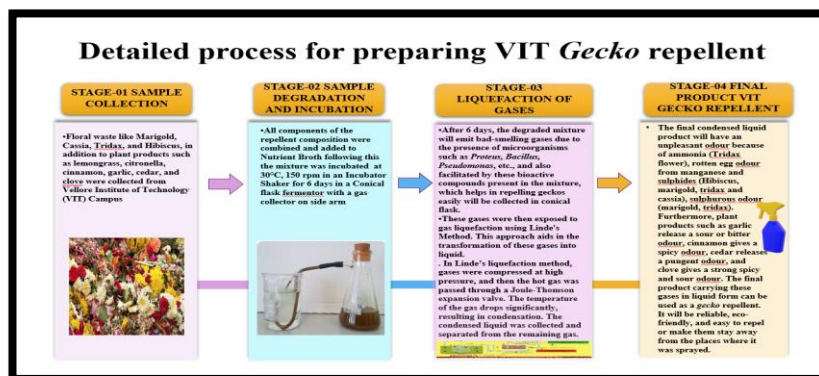 Detailed process for preparing VIT Gecko repellent
STAGE-01 SAMPLE
COLLECTION
•Floral waste like Marigold,
Cassia, Tridax, and Hibiscus, in
addition to plant products such
as lemongrass, citronella,
cinnamon, garlic, cedar, and
clove were collected from
Vellore Institute of Technology
(VIT) Campus
STAGE-02 SAMPLE
DEGRADATION
AND INCUBATION
•All components of the
repellent composition were
combined and added to
Nutrient Broth following this
the mixture was incubated at
30°C, 150 rpm in an Incubator
Shaker for 6 days in a Conical
flask fermentor with a gas
collector on side arm
STAGE-03
LIQUEFACTION OF
GASES
•After 6 days, the degraded mixture
will emit bad-smelling gases due to
the presence of microorganisms
such as Proteus, Bacillus,
Pseudomonas, etc., and also
facilitated by these bioactive
compounds present in the mixture,
which helps in repelling geckos
easily will be collected in conical
flask.
•These gases were then exposed to
gas liquefaction using Linde's
Method. This approach aids in the
transformation of these gases into
liquid.
. In Linde's liquefaction method,
gases were compressed at high
pressure, and then the hot gas was
passed through a Joule-Thomson
expansion valve. The temperature
of the gas drops significantly,
resulting in condensation. The
condensed liquid was collected and
separated from the remaining gas.
STAGE-04 FINAL
PRODUCT VIT
GECKO REPELLENT
• The final condensed liquid
product will have an
unpleasant odour because
of ammonia (Tridax
flower), rotten egg odour
from manganese and
sulphides (Hibiscus,
marigold, tridax and
cassia), sulphurous odour
(marigold, tridax).
Furthermore, plant
products such as garlic
release a sour or bitter
odour, cinnamon gives a
spicy odour, cedar releases
a pungent odour, and
clove gives a strong spicy
and sour odour. The final
product carrying these
gases in liquid form can be
used as a gecko repellent.
It will be reliable, eco-
friendly, and easy to repel
or make them stay away
from the places where it
was sprayed.